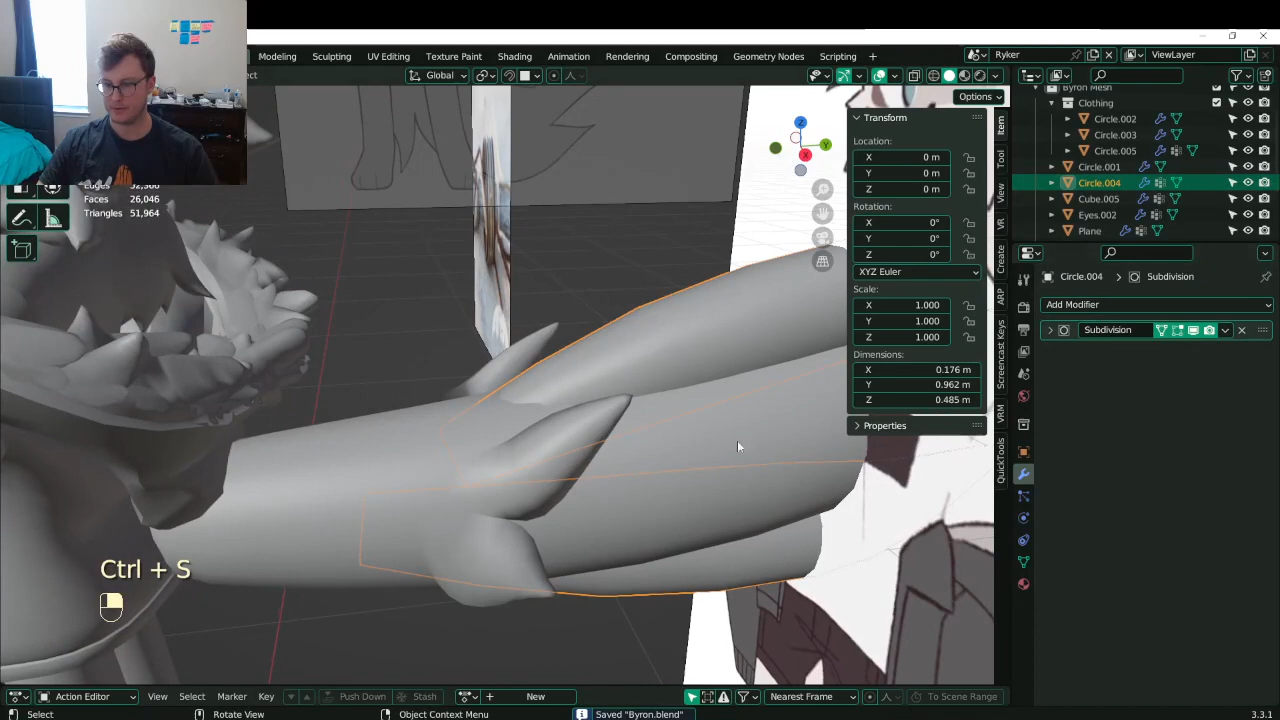 Modeling Sculpting UV Editing Texture Paint Shading Animation Rendering Compositing Geometry Nodes Scripting +
Ryker
ViewLayer
Global
Options
Edges 52,966
Faces 26,046
Triangles 51,964
Transform
Location:
X 0 m
Y 0 m
Z 0 m
Rotation:
X 0°
Y 0°
Z 0°
XYZ Euler
Scale:
X 1.000
Y 1.000
Z 1.000
Dimensions:
X 0.176 m
Y 0.962 m
Z 0.485 m
Properties
Item
Tool
View
VR
Create
ARP
Screencast Keys
VRM
QuickTools
Z
Y
X
Byron Mesh
Clothing
Circle.002
Circle.003
Circle.005
Circle.001
Circle.004
Cube.005
Eyes.002
Plane
Circle.004 > Subdivision
Add Modifier
Subdivision
Ctrl + S
Action Editor View Select Marker Key Push Down Stash New Nearest Frame To Scene Range
Select Rotate View Object Context Menu Saved "Byron.blend" 3.3.1